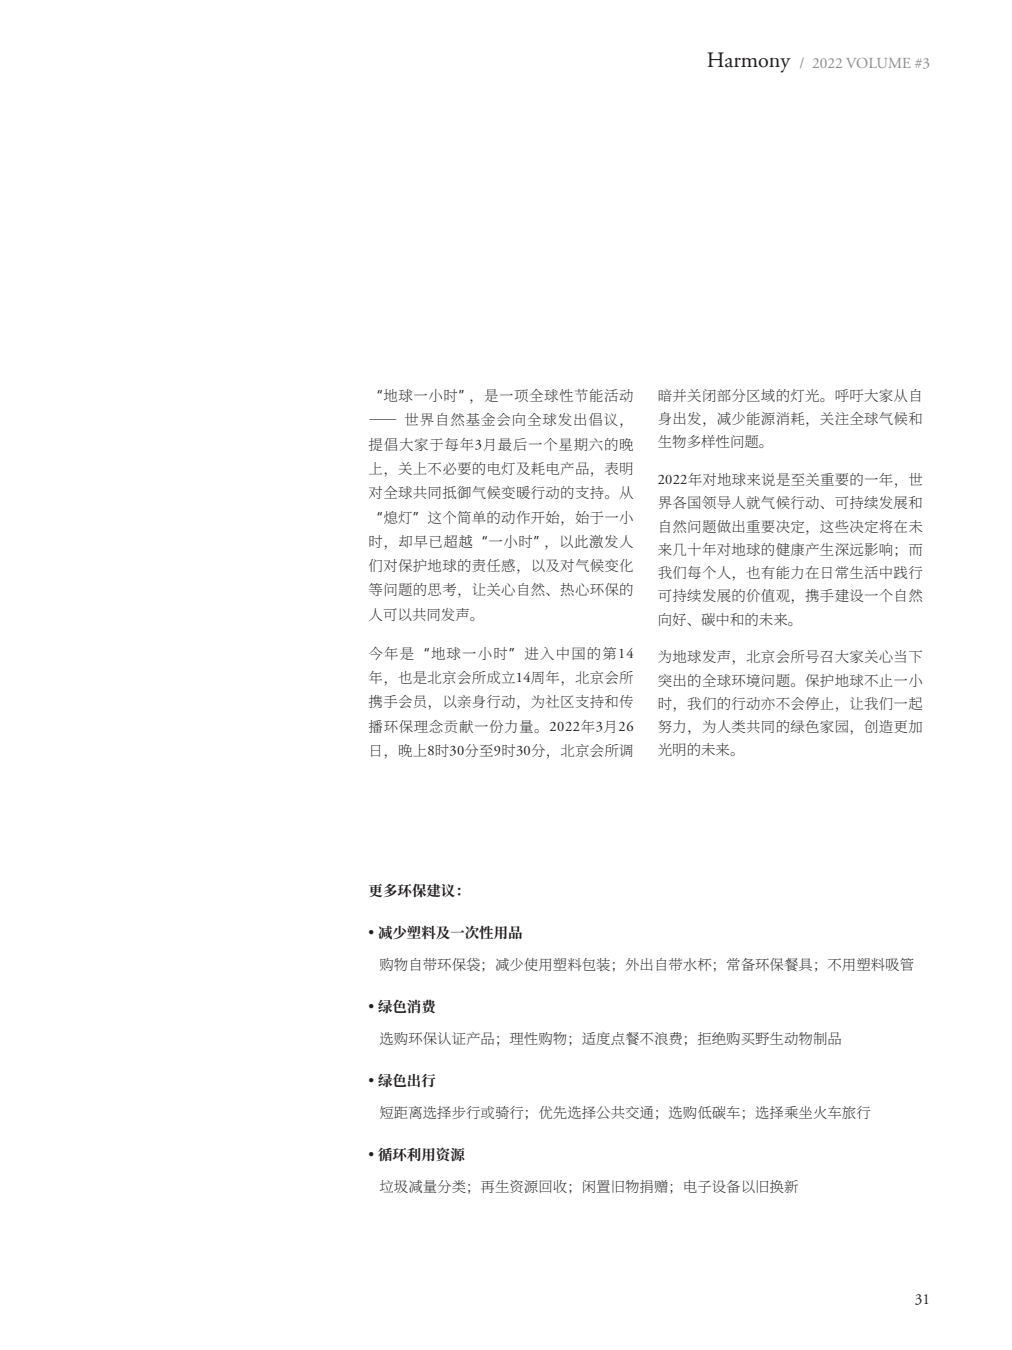 Harmony / 2022 VOLUME #3
“地球一小时”，是一项全球性节能活动
—— 世界自然基金会向全球发出倡议，
提倡大家于每年3月最后一个星期六的晚
上，关上不必要的电灯及耗电产品，表明
对全球共同抵御气候变暖行动的支持。从
“熄灯”这个简单的动作开始，始于一小
时，却早已超越“一小时”，以此激发人
们对保护地球的责任感，以及对气候变化
等问题的思考，让关心自然、热心环保的
人可以共同发声。
今年是“地球一小时”进入中国的第14
年，也是北京会所成立14周年，北京会所
携手会员，以亲身行动，为社区支持和传
播环保理念贡献一份力量。2022年3月26
日，晚上8时30分至9时30分，北京会所调
暗并关闭部分区域的灯光。呼吁大家从自
身出发，减少能源消耗，关注全球气候和
生物多样性问题。
2022年对地球来说是至关重要的一年，世
界各国领导人就气候行动、可持续发展和
自然问题做出重要决定，这些决定将在未
来几十年对地球的健康产生深远影响；而
我们每个人，也有能力在日常生活中践行
可持续发展的价值观，携手建设一个自然
向好、碳中和的未来。
为地球发声，北京会所号召大家关心当下
突出的全球环境问题。保护地球不止一小
时，我们的行动亦不会停止，让我们一起
努力，为人类共同的绿色家园，创造更加
光明的未来。
更多环保建议：
• 减少塑料及一次性用品
购物自带环保袋；减少使用塑料包装；外出自带水杯；常备环保餐具；不用塑料吸管
• 绿色消费
选购环保认证产品；理性购物；适度点餐不浪费；拒绝购买野生动物制品
• 绿色出行
短距离选择步行或骑行；优先选择公共交通；选购低碳车；选择乘坐火车旅行
• 循环利用资源
垃圾减量分类；再生资源回收；闲置旧物捐赠；电子设备以旧换新
31